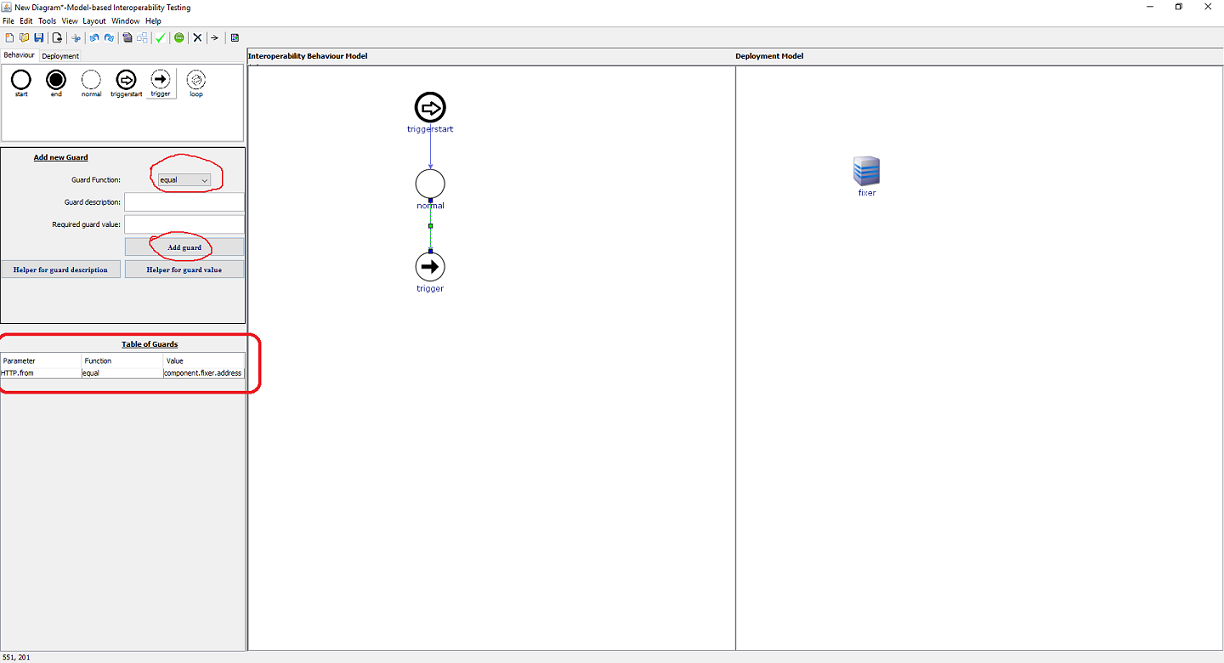 New Diagram*-Model-based Interoperability Testing
File Edit Tools View Layout Window Help
Behaviour Deployment
start end normal triggerstart trigger loop
Add new Guard
Guard Function: equal
Guard description:
Required guard value:
Add guard
Helper for guard description Helper for guard value
Table of Guards
Parameter Function Value
HTTP.from equal component.fixer.address
Interoperability Behaviour Model
triggerstart
normal
trigger
Deployment Model
fixer
551, 201